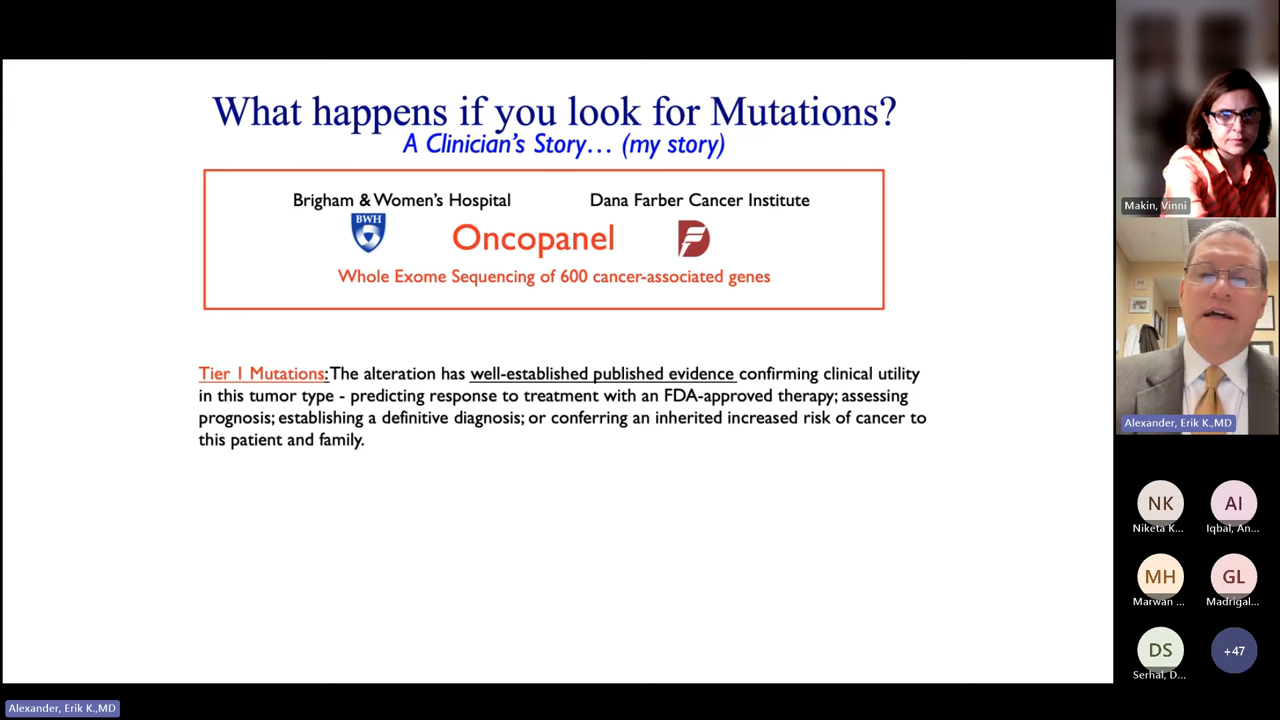 What happens if you look for Mutations?
A Clinician's Story… (my story)
Brigham & Women's Hospital
Dana Farber Cancer Institute
BWH
Oncopanel
Whole Exome Sequencing of 600 cancer-associated genes
Tier 1 Mutations:The alteration has well-established published evidence confirming clinical utility
in this tumor type - predicting response to treatment with an FDA-approved therapy; assessing
prognosis; establishing a definitive diagnosis; or conferring an inherited increased risk of cancer to
this patient and family.
Makin, Vinni
Alexander, Erik K.,MD
NK
AI
Niketa K...
Iqbal, An...
MH
GL
Marwan ...
Madrigal...
DS
+47
Serhal, D...
Alexander, Erik K.,MD